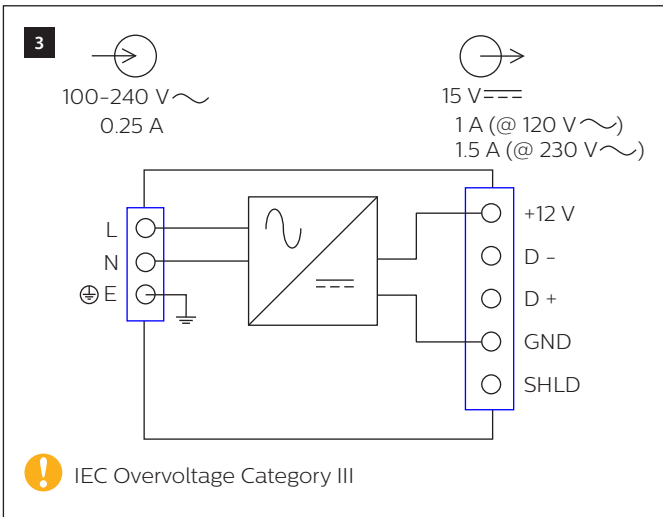 3
100-240 V
0.25 A
15 V
1 A (@ 120 V)
1.5 A (@ 230 V)
L
N
E
+12 V
D -
D +
GND
SHLD
IEC Overvoltage Category III